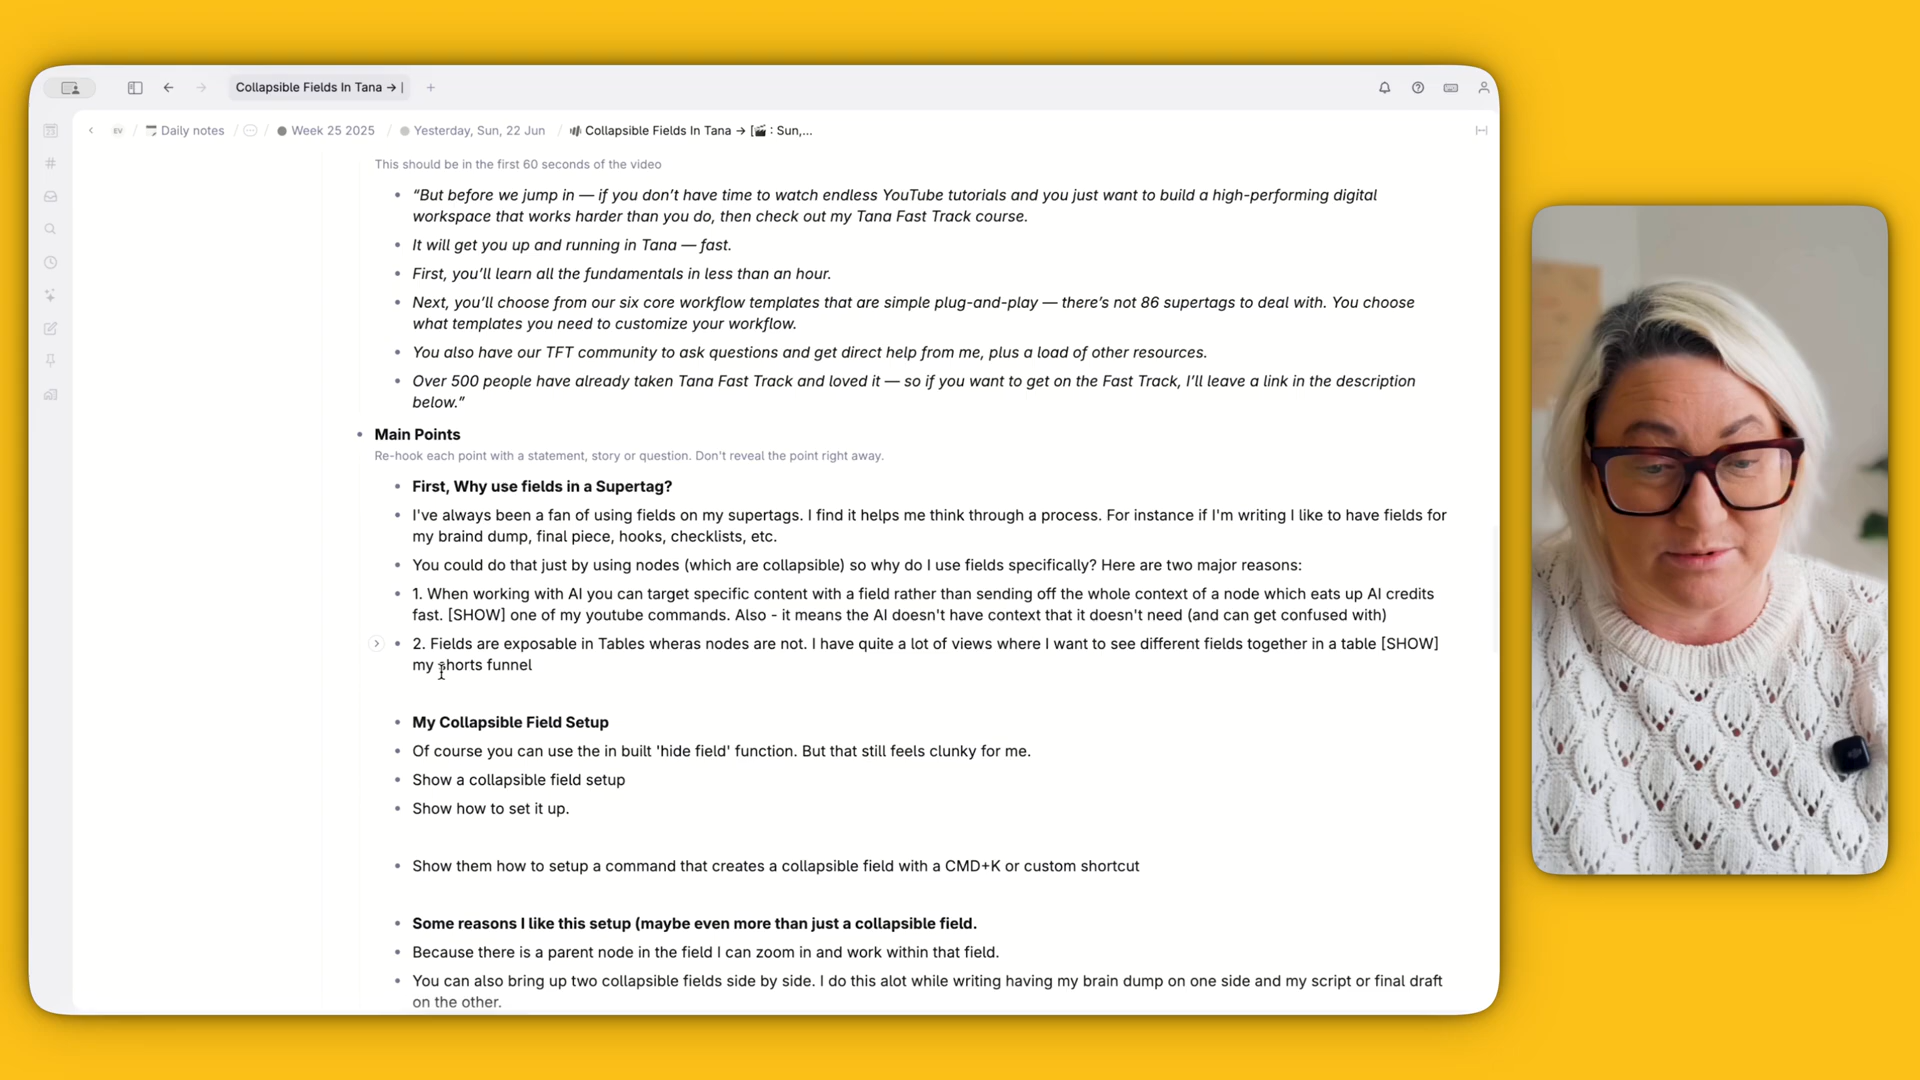 Collapsible Fields In Tana → |
EV / Daily notes / / Week 25 2025 / Yesterday, Sun, 22 Jun / Collapsible Fields In Tana → [🎬 : Sun,...
This should be in the first 60 seconds of the video
“But before we jump in — if you don’t have time to watch endless YouTube tutorials and you just want to build a high-performing digital
workspace that works harder than you do, then check out my Tana Fast Track course.
It will get you up and running in Tana — fast.
First, you’ll learn all the fundamentals in less than an hour.
Next, you’ll choose from our six core workflow templates that are simple plug-and-play — there’s not 86 supertags to deal with. You choose
what templates you need to customize your workflow.
You also have our TFT community to ask questions and get direct help from me, plus a load of other resources.
Over 500 people have already taken Tana Fast Track and loved it — so if you want to get on the Fast Track, I’ll leave a link in the description
below.”
Main Points
Re-hook each point with a statement, story or question. Don't reveal the point right away.
First, Why use fields in a Supertag?
I've always been a fan of using fields on my supertags. I find it helps me think through a process. For instance if I'm writing I like to have fields for
my braind dump, final piece, hooks, checklists, etc.
You could do that just by using nodes (which are collapsible) so why do I use fields specifically? Here are two major reasons:
1. When working with AI you can target specific content with a field rather than sending off the whole context of a node which eats up AI credits
fast. [SHOW] one of my youtube commands. Also - it means the AI doesn't have context that it doesn't need (and can get confused with)
2. Fields are exposable in Tables wheras nodes are not. I have quite a lot of views where I want to see different fields together in a table [SHOW]
my shorts funnel
My Collapsible Field Setup
Of course you can use the in built 'hide field' function. But that still feels clunky for me.
Show a collapsible field setup
Show how to set it up.
Show them how to setup a command that creates a collapsible field with a CMD+K or custom shortcut
Some reasons I like this setup (maybe even more than just a collapsible field.
Because there is a parent node in the field I can zoom in and work within that field.
You can also bring up two collapsible fields side by side. I do this alot while writing having my brain dump on one side and my script or final draft
on the other.